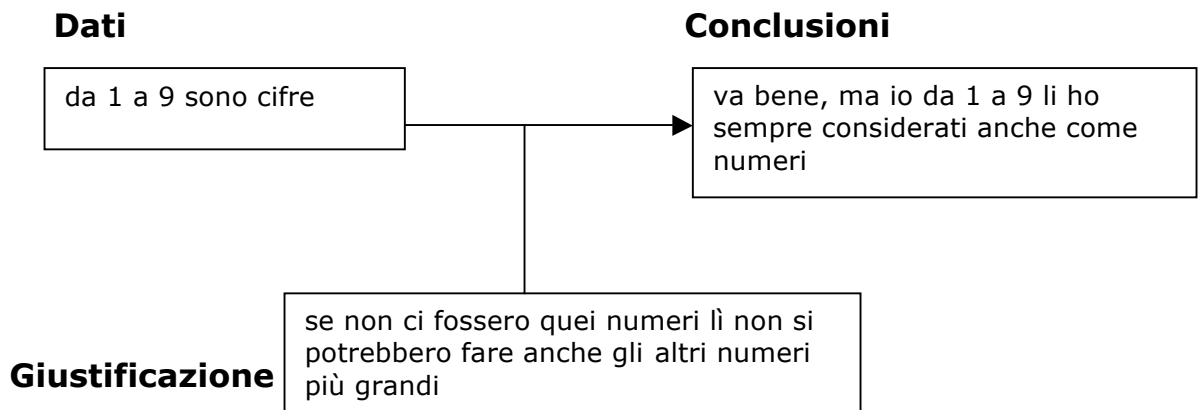 Dati
Conclusioni
da 1 a 9 sono cifre
va bene, ma io da 1 a 9 li ho
sempre considerati anche come
numeri
se non ci fossero quei numeri lì non si
potrebbero fare anche gli altri numeri
più grandi
Giustificazione